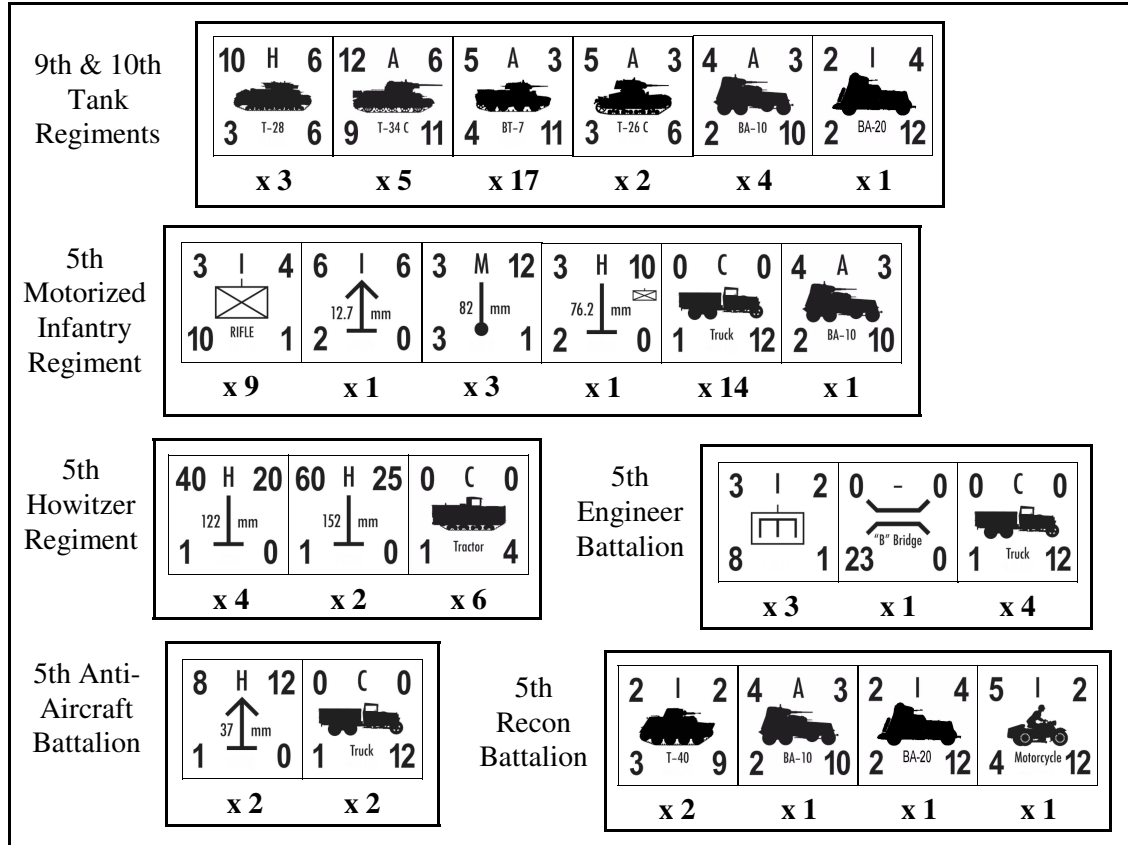 9th & 10th
Tank
Regiments
10 H 6 12 A 6 5 A 3 5 A 3 4 A 3 2 I 4
T-28 T-34 C BT-7 T-26 C BA-10 BA-20
3 6 9 11 4 11 3 6 2 10 2 12
x 3 x 5 x 17 x 2 x 4 x 1
5th
Motorized
Infantry
Regiment
3 I 4 6 I 6 3 M 12 3 H 10 0 C 0 4 A 3
12.7 mm 82 mm 76.2 mm
RIFLE Truck BA-10
10 1 2 0 3 1 2 0 1 12 2 10
x 9 x 1 x 3 x 1 x 14 x 1
5th
Howitzer
Regiment
40 H 20 60 H 25 0 C 0
122 mm 152 mm
Tractor
1 0 1 0 1 4
x 4 x 2 x 6
5th
Engineer
Battalion
3 I 2 0 - 0 0 C 0
"B" Bridge Truck
8 1 23 0 1 12
x 3 x 1 x 4
5th Anti-
Aircraft
Battalion
8 H 12 0 C 0
37 mm
Truck
1 0 1 12
x 2 x 2
5th
Recon
Battalion
2 I 2 4 A 3 2 I 4 5 I 2
T-40 BA-10 BA-20 Motorcycle
3 9 2 10 2 12 4 12
x 2 x 1 x 1 x 1